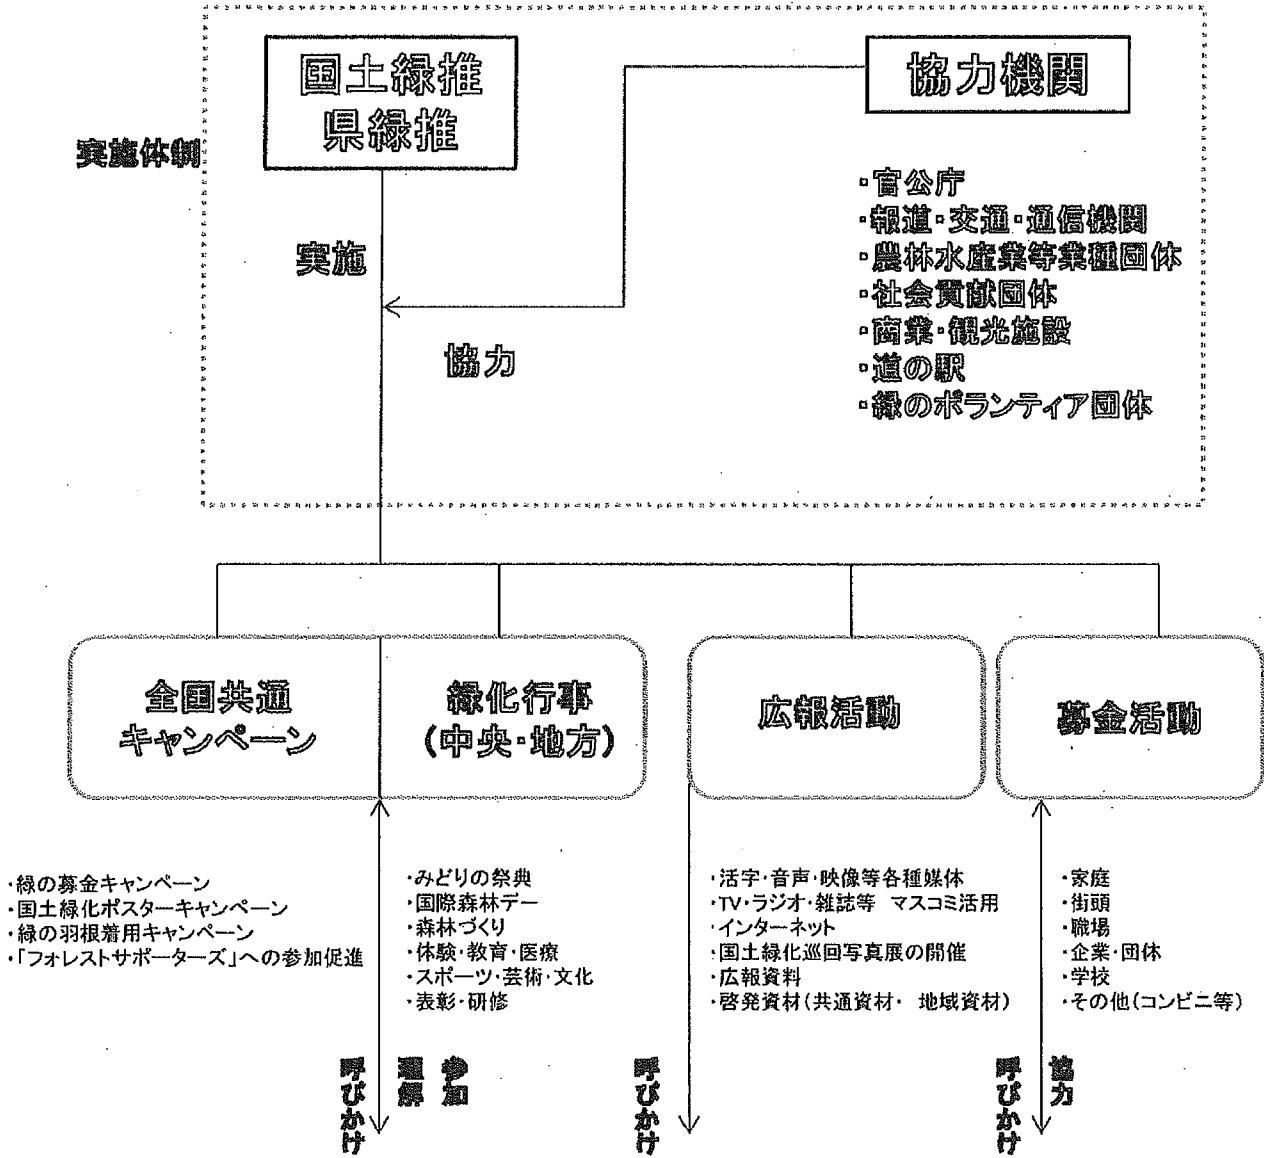 国土緑推
県緑推
協力機関
実施体制
・官公庁
・報道・交通・通信機関
・農林水産業等業種団体
・社会貢献団体
・商業・観光施設
・道の駅
・緑のボランティア団体
実施
協力
全国共通
キャンペーン
緑化行事
(中央・地方)
広報活動
募金活動
・緑の募金キャンペーン
・国土緑化ポスターキャンペーン
・緑の羽根着用キャンペーン
・「フォレストサポーターズ」への参加促進
・みどりの祭典
・国際森林デー
・森林づくり
・体験・教育・医療
・スポーツ・芸術・文化
・表彰・研修
・活字・音声・映像等各種媒体
・TV・ラジオ・雑誌等 マスコミ活用
・インターネット
・国土緑化巡回写真展の開催
・広報資料
・啓発資材(共通資材・ 地域資材)
・家庭
・街頭
・職場
・企業・団体
・学校
・その他(コンビニ等)
呼びかけ
理解
参加
呼びかけ
呼びかけ
協力